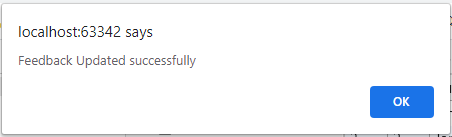 localhost:63342 says
Feedback Updated successfully
OK